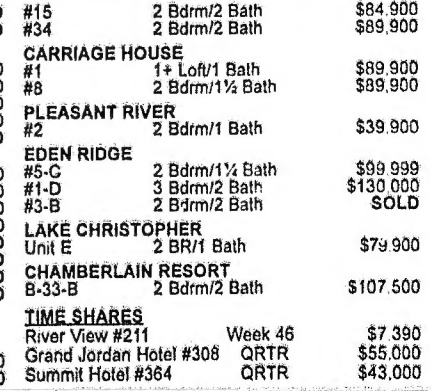 #15 2 Bdrm/2 Bath $84,900
#34 2 Bdrm/2 Bath $89,900
CARRIAGE HOUSE
#1 1+ Loft/1 Bath $89,900
#8 2 Bdrm/1½ Bath $89,900
PLEASANT RIVER
#2 2 Bdrm/1 Bath $39,900
EDEN RIDGE
#5-C 2 Bdrm/1½ Bath $99,999
#1-D 3 Bdrm/2 Bath $130,000
#3-B 2 Bdrm/2 Bath SOLD
LAKE CHRISTOPHER
Unit E 2 BR/1 Bath $79,900
CHAMBERLAIN RESORT
B-33-B 2 Bdrm/2 Bath $107,500
TIME SHARES
River View #211 Week 46 $7,390
Grand Jordan Hotel #308 QRTR $55,000
Summit Hotel #364 QRTR $43,000